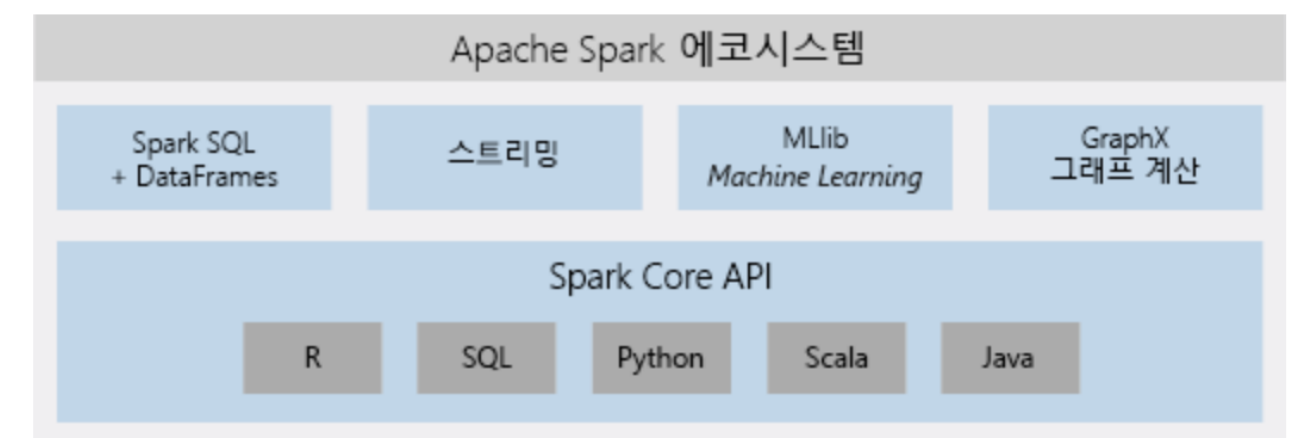 Apache Spark 에코시스템
Spark SQL
+ DataFrames
스트리밍
MLlib
Machine Learning
GraphX
그래프 계산
Spark Core API
R
SQL
Python
Scala
Java